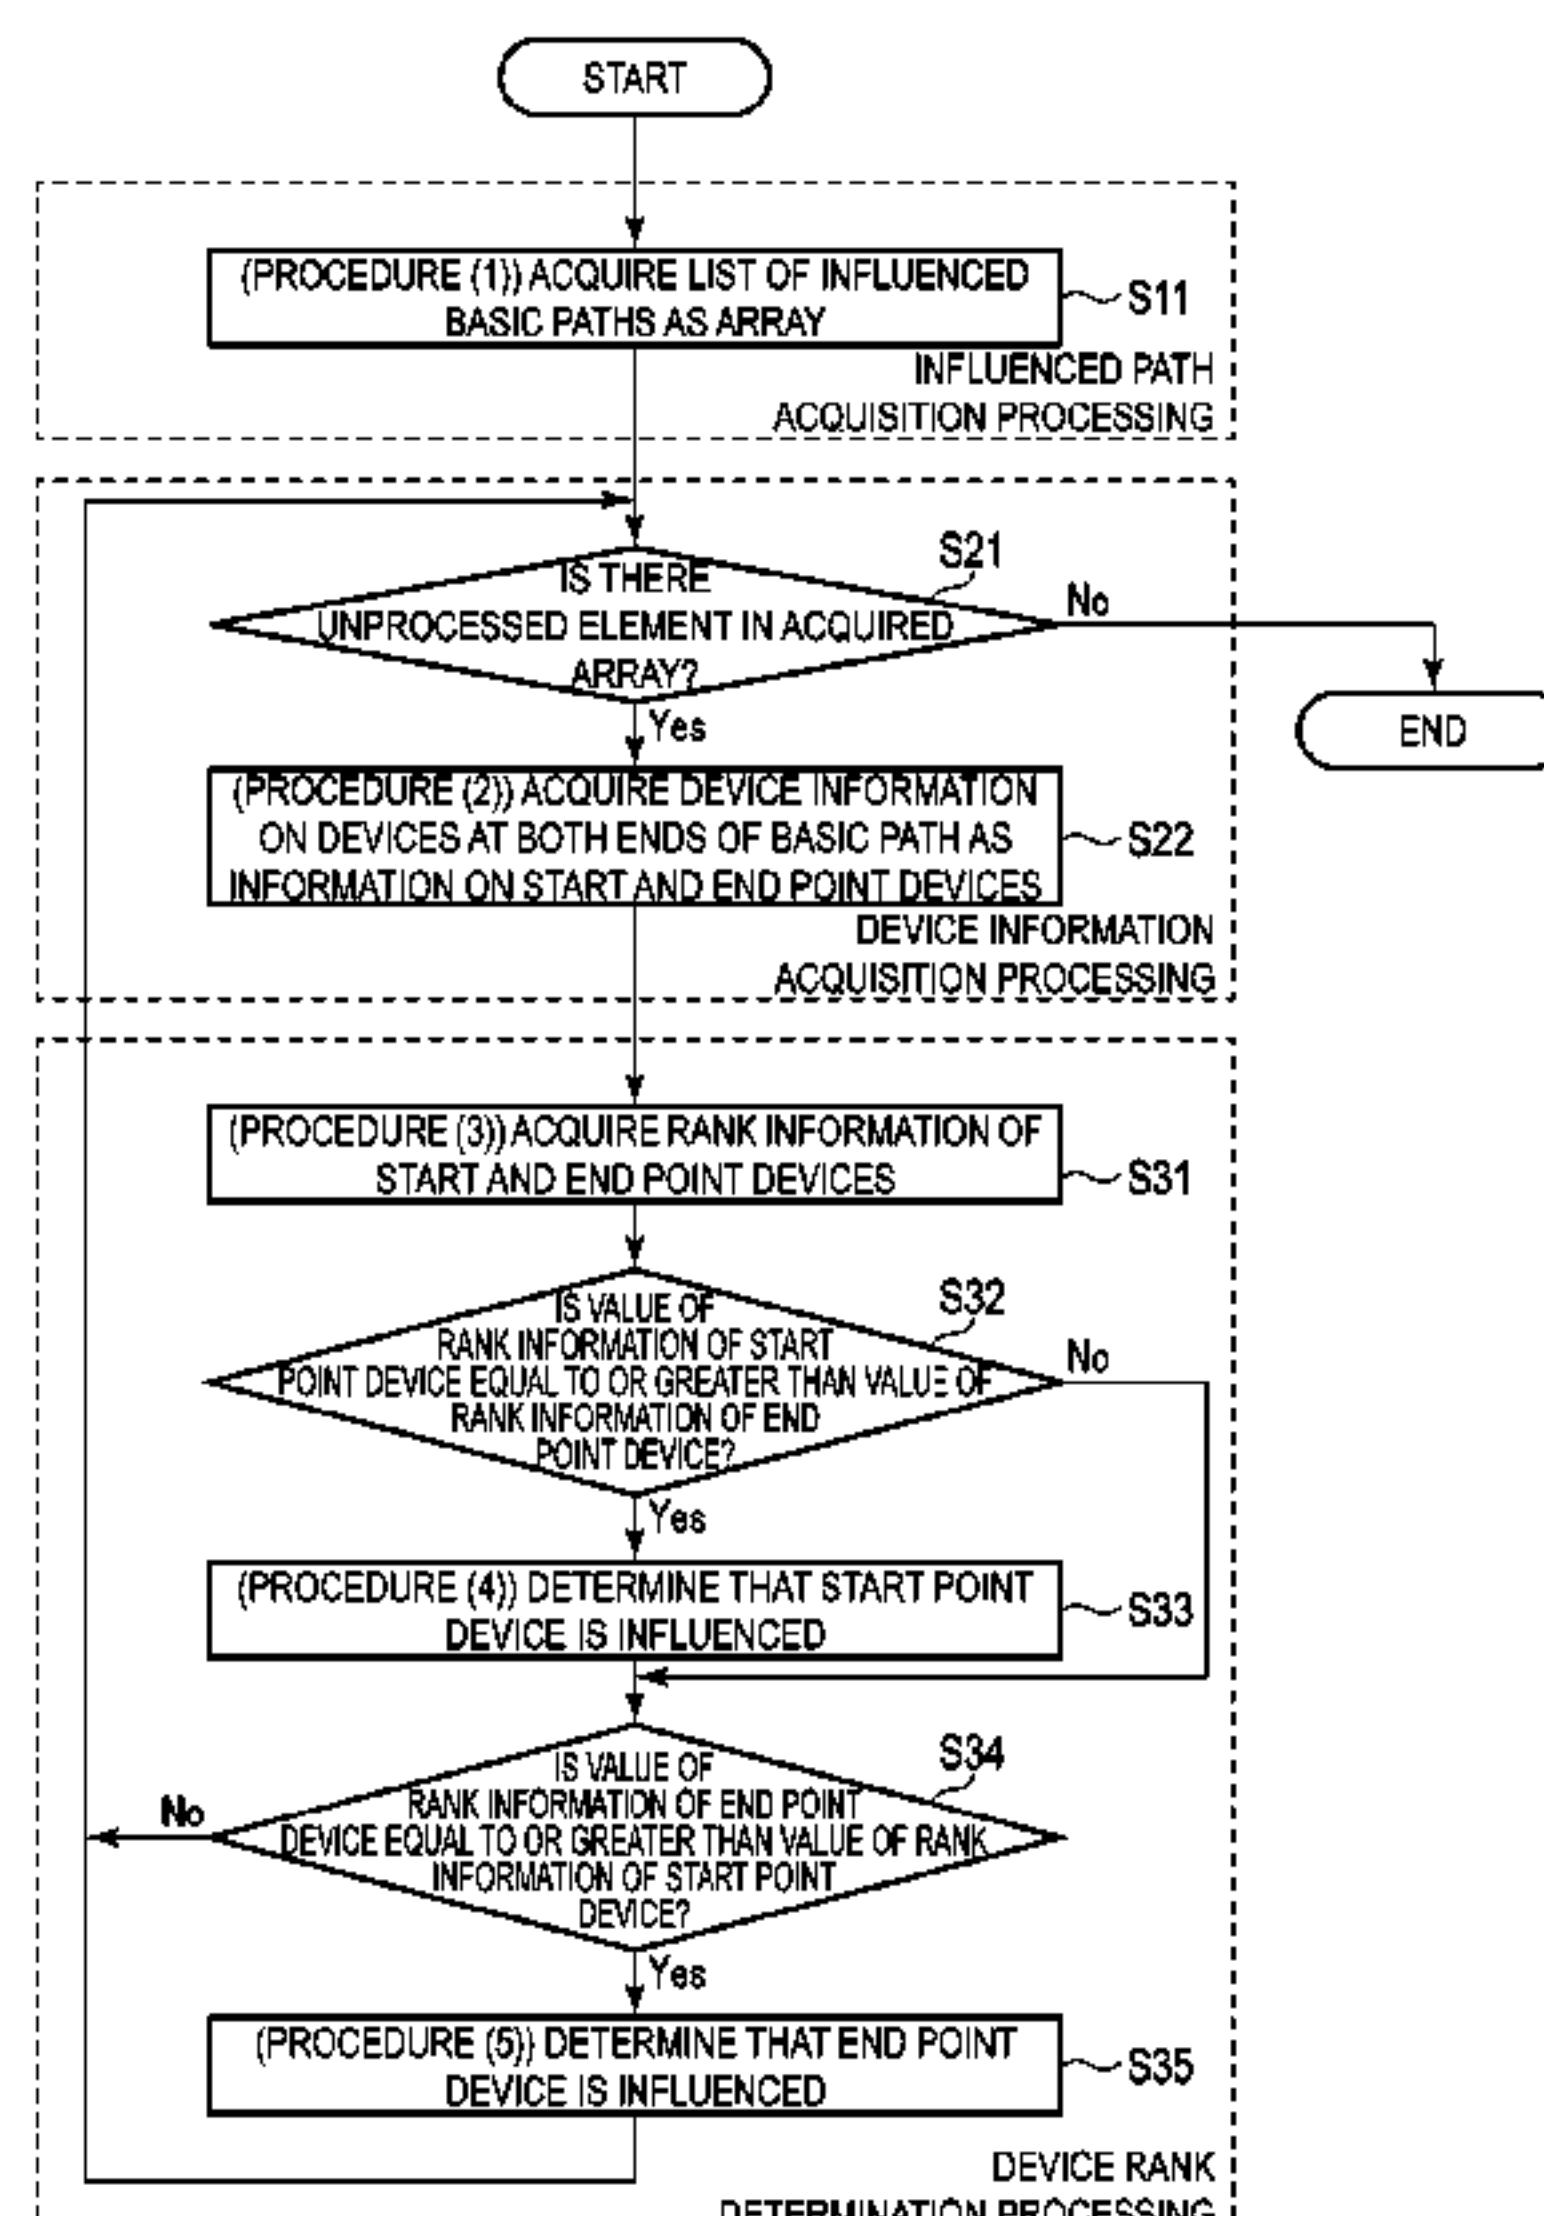 START
(PROCEDURE (1)) ACQUIRE LIST OF INFLUENCED
BASIC PATHS AS ARRAY
S11
INFLUENCED PATH
ACQUISITION PROCESSING
S21
IS THERE
UNPROCESSED ELEMENT IN ACQUIRED
ARRAY?
No
Yes
END
(PROCEDURE (2)) ACQUIRE DEVICE INFORMATION
ON DEVICES AT BOTH ENDS OF BASIC PATH AS
INFORMATION ON START AND END POINT DEVICES
S22
DEVICE INFORMATION
ACQUISITION PROCESSING
(PROCEDURE (3)) ACQUIRE RANK INFORMATION OF
START AND END POINT DEVICES
S31
S32
IS VALUE OF
RANK INFORMATION OF START
POINT DEVICE EQUAL TO OR GREATER THAN VALUE OF
RANK INFORMATION OF END
POINT DEVICE?
No
Yes
(PROCEDURE (4)) DETERMINE THAT START POINT
DEVICE IS INFLUENCED
S33
S34
IS VALUE OF
RANK INFORMATION OF END POINT
DEVICE EQUAL TO OR GREATER THAN VALUE OF RANK
INFORMATION OF START POINT
DEVICE?
No
Yes
(PROCEDURE (5)) DETERMINE THAT END POINT
DEVICE IS INFLUENCED
S35
DEVICE RANK
DETERMINATION PROCESSING